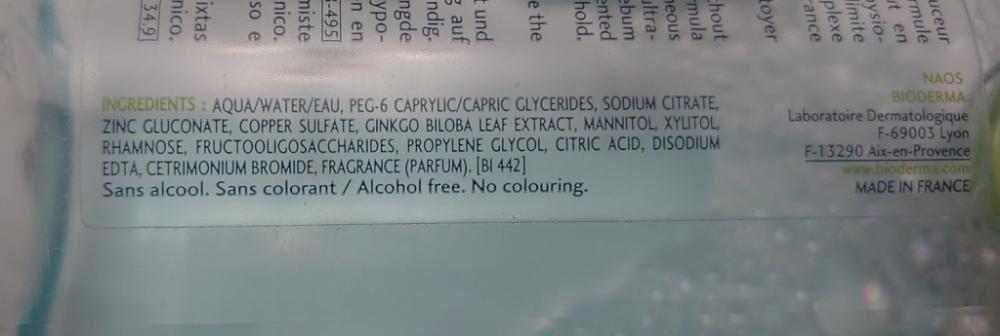 INGREDIENTS : AQUA/WATER/EAU, PEG-6 CAPRYLIC/CAPRIC GLYCERIDES, SODIUM CITRATE,
ZINC GLUCONATE, COPPER SULFATE, GINKGO BILOBA LEAF EXTRACT, MANNITOL, XYLITOL,
RHAMNOSE, FRUCTOOLIGOSACCHARIDES, PROPYLENE GLYCOL, CITRIC ACID, DISODIUM
EDTA, CETRIMONIUM BROMIDE, FRAGRANCE (PARFUM). [BI 442]
Sans alcool. Sans colorant / Alcohol free. No colouring.
NAOS
BIODERMA
Laboratoire Dermatologique
F-69003 Lyon
F-13290 Aix-en-Provence
www.bioderma.com
MADE IN FRANCE